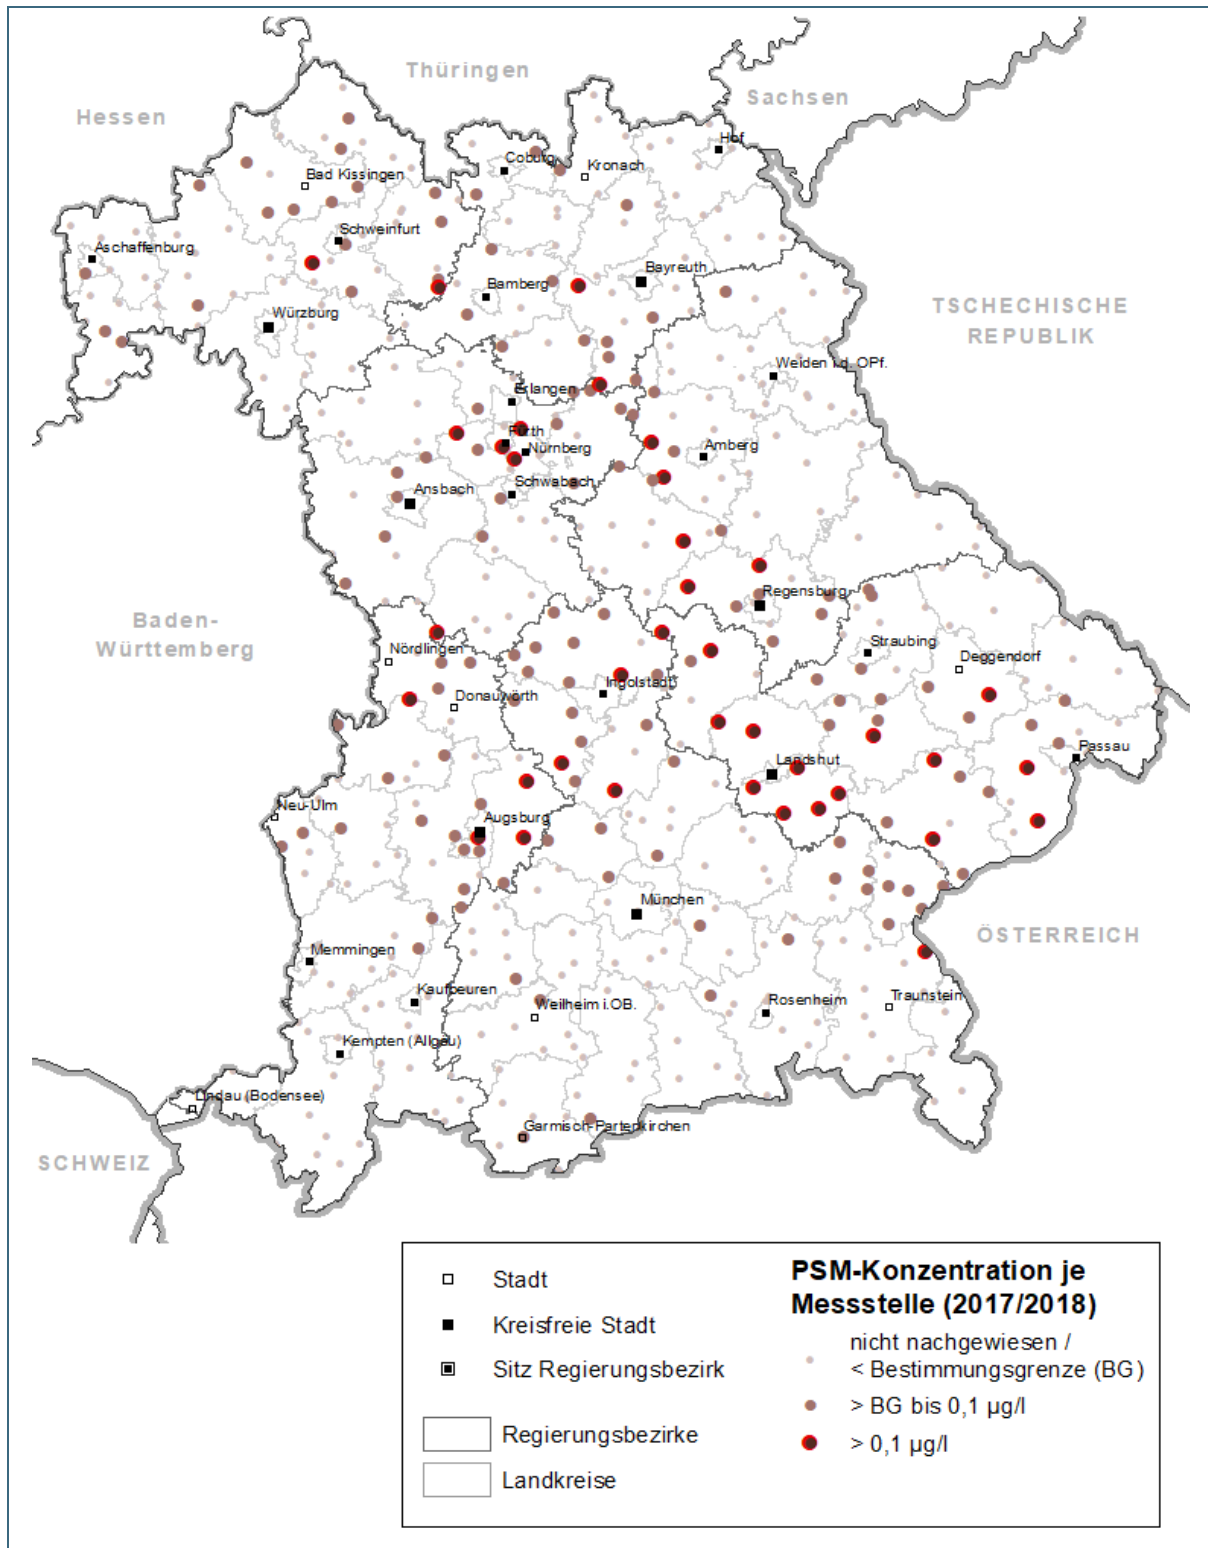 Thüringen
Sachsen
Hessen
Hof
Coburg
Kronach
Bad Kissingen
Schweinfurt
Aschaffenburg
Bayreuth
Bamberg
TSCHECHISCHE
REPUBLIK
Würzburg
Weiden i.d. OPf.
Erlangen
Fürth
Nürnberg
Amberg
Ansbach
Schwabach
Regensburg
Baden-
Württemberg
Straubing
Nördlingen
Deggendorf
Ingolstadt
Donauwörth
Passau
Landshut
Neu-Ulm
Augsburg
München
ÖSTERREICH
Memmingen
Kaufbeuren
Weilheim i.OB.
Rosenheim
Traunstein
Kempten (Allgäu)
Lindau (Bodensee)
Garmisch-Partenkirchen
SCHWEIZ
Stadt
Kreisfreie Stadt
Sitz Regierungsbezirk
Regierungsbezirke
Landkreise
PSM-Konzentration je
Messstelle (2017/2018)
nicht nachgewiesen /
< Bestimmungsgrenze (BG)
> BG bis 0,1 µg/l
> 0,1 µg/l